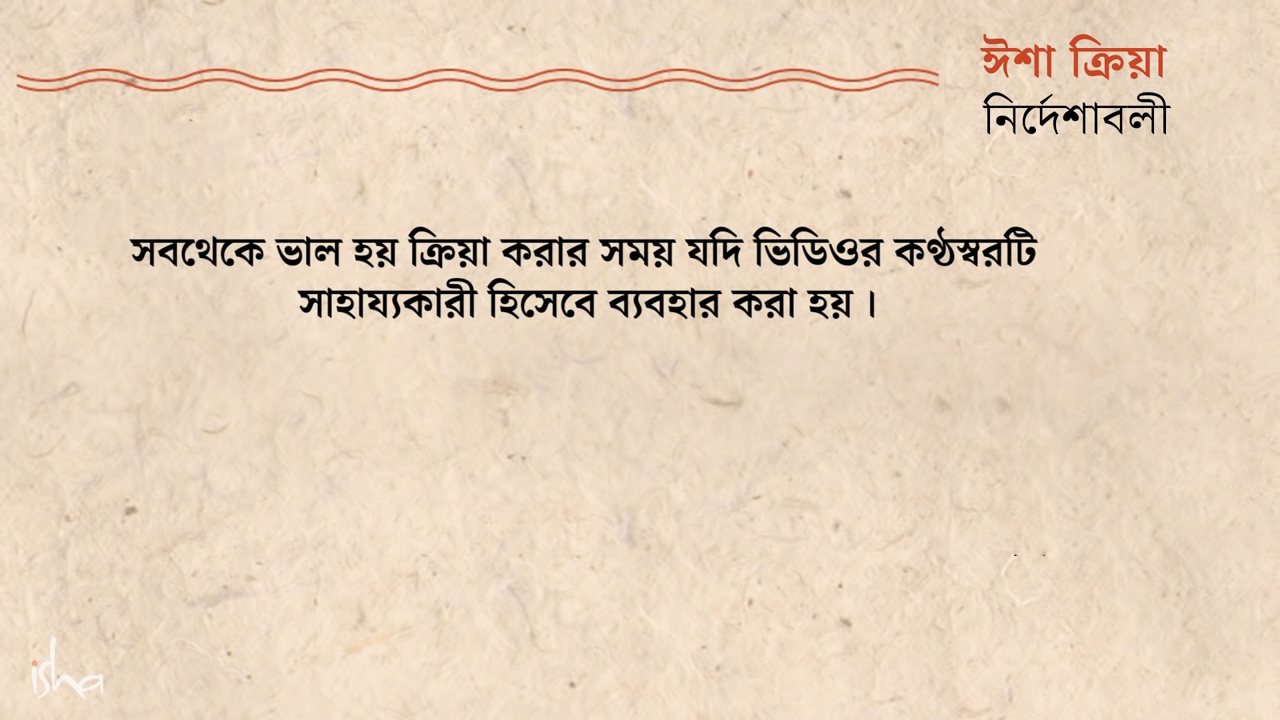 ঈশা ক্রিয়া
নির্দেশাবলী
সবথেকে ভাল হয় ক্রিয়া করার সময় যদি ভিডিওর কণ্ঠস্বরটি
সাহায্যকারী হিসেবে ব্যবহার করা হয় ।
isha